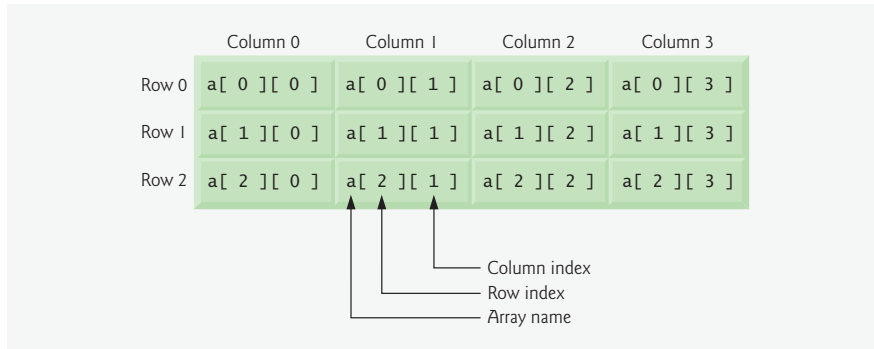 Column 0 Column 1 Column 2 Column 3
Row 0 a[ 0 ][ 0 ] a[ 0 ][ 1 ] a[ 0 ][ 2 ] a[ 0 ][ 3 ]
Row 1 a[ 1 ][ 0 ] a[ 1 ][ 1 ] a[ 1 ][ 2 ] a[ 1 ][ 3 ]
Row 2 a[ 2 ][ 0 ] a[ 2 ][ 1 ] a[ 2 ][ 2 ] a[ 2 ][ 3 ]
Column index
Row index
Array name